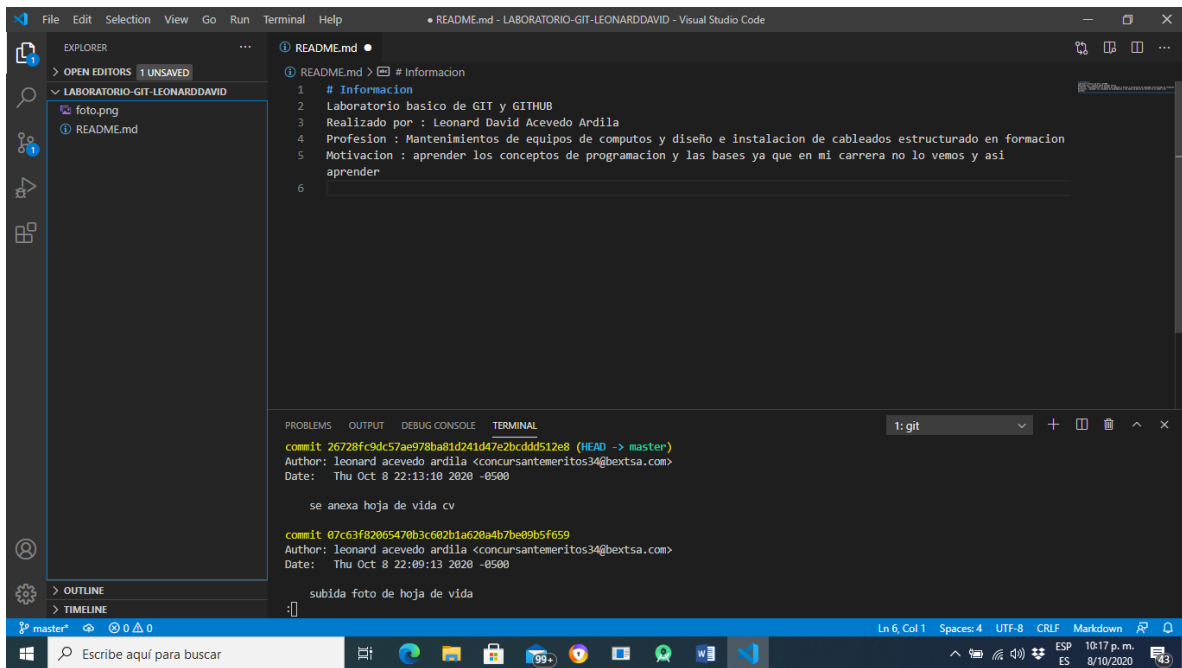 File Edit Selection View Go Run Terminal Help
● README.md - LABORATORIO-GIT-LEONARDDAVID - Visual Studio Code
EXPLORER
README.md ●
OPEN EDITORS 1 UNSAVED
README.md > # Informacion
LABORATORIO-GIT-LEONARDDAVID
foto.png
README.md
1 # Informacion
2 Laboratorio basico de GIT y GITHUB
3 Realizado por : Leonard David Acevedo Ardila
4 Profesion : Mantenimientos de equipos de computos y diseño e instalacion de cableados estructurado en formacion
5 Motivacion : aprender los conceptos de programacion y las bases ya que en mi carrera no lo vemos y asi
aprender
6
PROBLEMS OUTPUT DEBUG CONSOLE TERMINAL
1: git
commit 26728fc9dc57ae978ba81d241d47e2bcddd512e8 (HEAD -> master)
Author: leonard acevedo ardila <concursantemeritos34@bextsa.com>
Date: Thu Oct 8 22:13:10 2020 -0500
se anexa hoja de vida cv
commit 07c63f82065470b3c602b1a620a4b7be09b5f659
Author: leonard acevedo ardila <concursantemeritos34@bextsa.com>
Date: Thu Oct 8 22:09:13 2020 -0500
subida foto de hoja de vida
:
OUTLINE
TIMELINE
master* 0 0
Ln 6, Col 1 Spaces: 4 UTF-8 CRLF Markdown
Escribe aquí para buscar
99+
ESP
ES
10:17 p. m.
8/10/2020
43